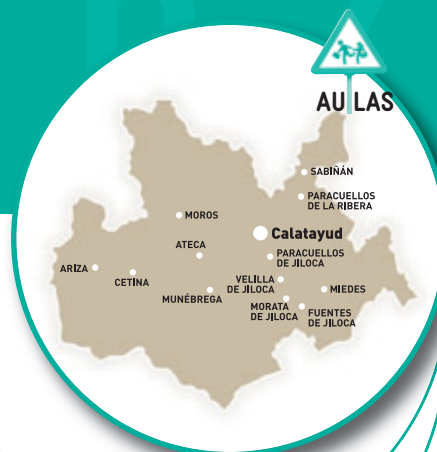 AULAS
SABIÑÁN
PARACUELLOS
DE LA RIBERA
MOROS
Calatayud
ATECA
PARACUELLOS
DE JILOCA
ARIZA
CETINA
VELILLA
DE JILOCA
MIEDES
MUNÉBREGA
MORATA
DE JILOCA
FUENTES
DE JILOCA